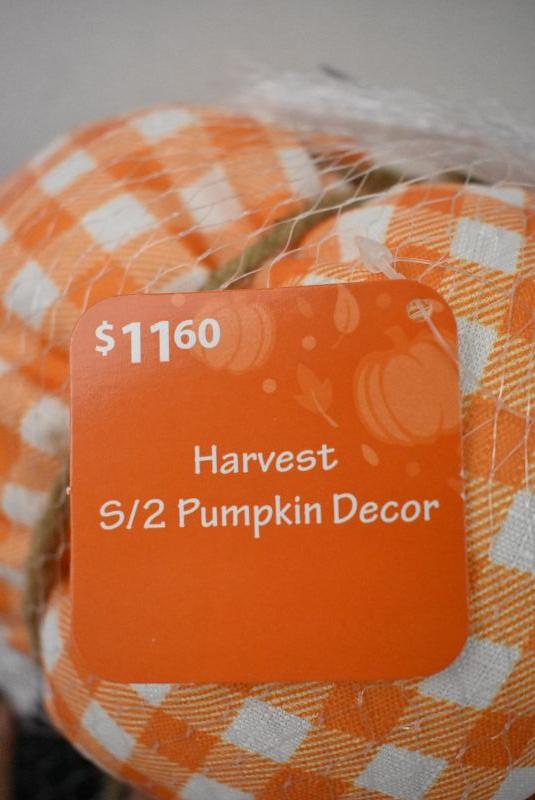 $1160
Harvest
S/2 Pumpkin Decor